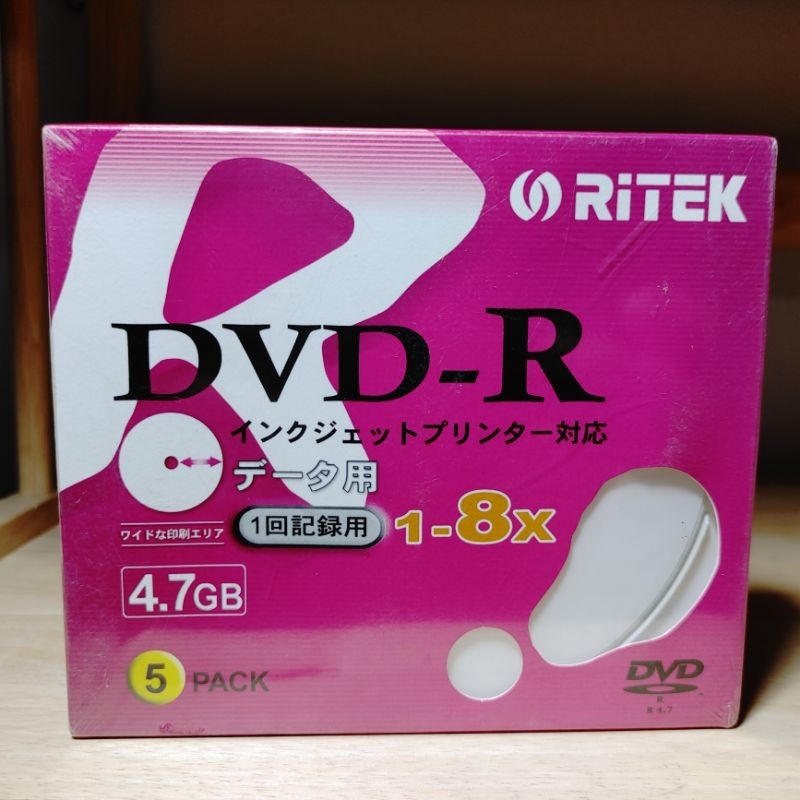 RiTEK
DVD-R
インクジェットプリンター対応
データ用
1回記録用
1-8x
ワイドな印刷エリア
4.7GB
5 PACK
DVD
R
R 4.7